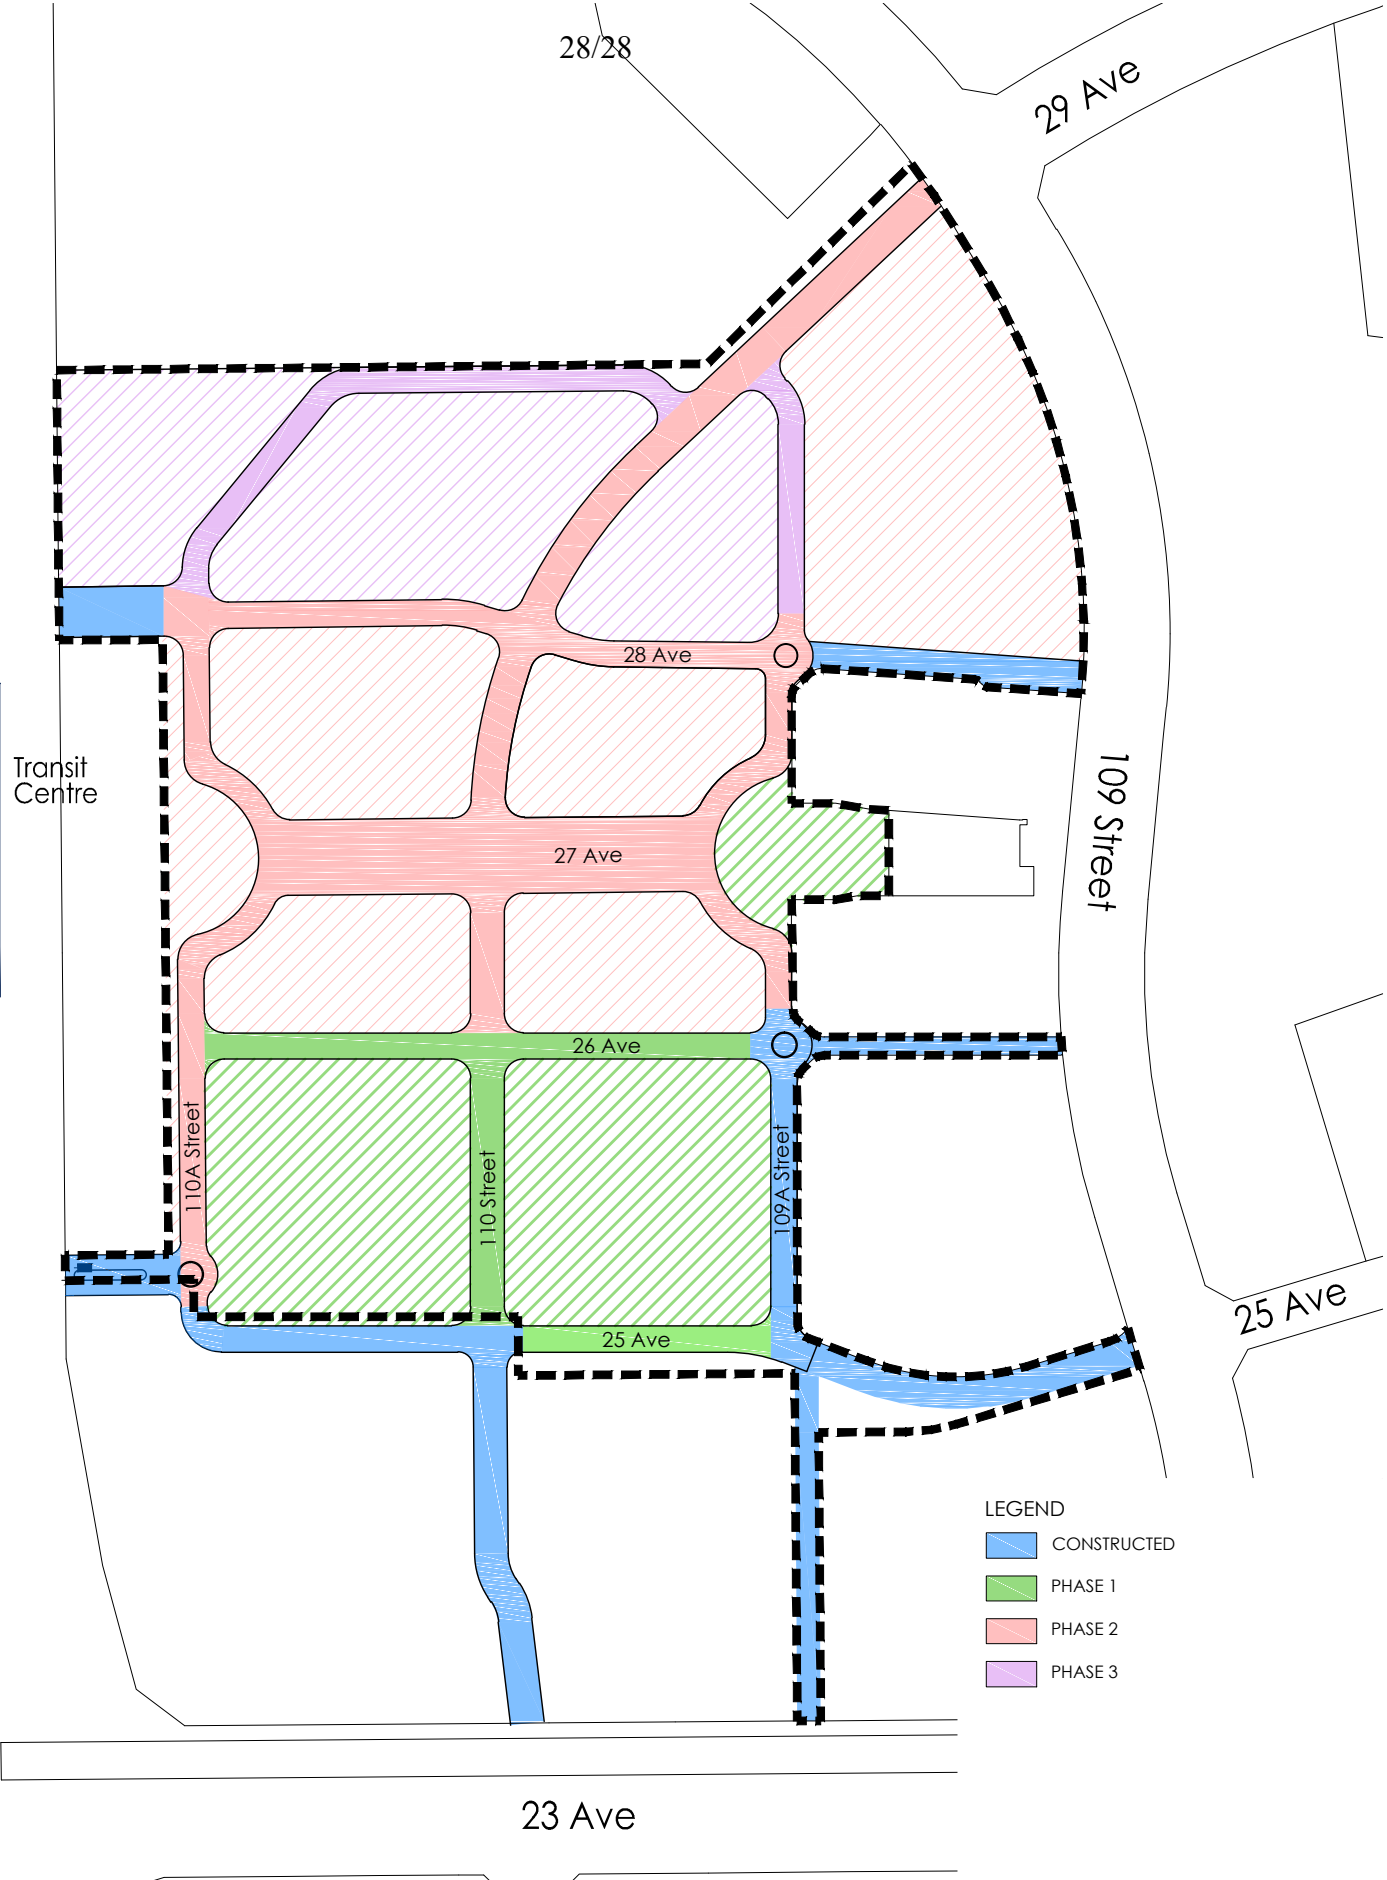 28/28
29 Ave
28 Ave
Transit
Centre
109 Street
27 Ave
26 Ave
110A Street
110 Street
109A Street
25 Ave
25 Ave
LEGEND
CONSTRUCTED
PHASE 1
PHASE 2
PHASE 3
23 Ave